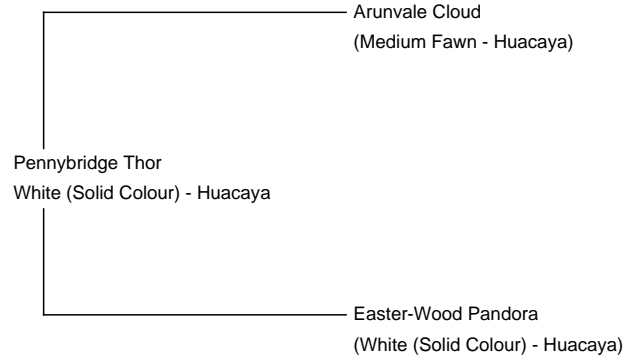 Arunvale Cloud
(Medium Fawn - Huacaya)
Pennybridge Thor
White (Solid Colour) - Huacaya
Easter-Wood Pandora
(White (Solid Colour) - Huacaya)